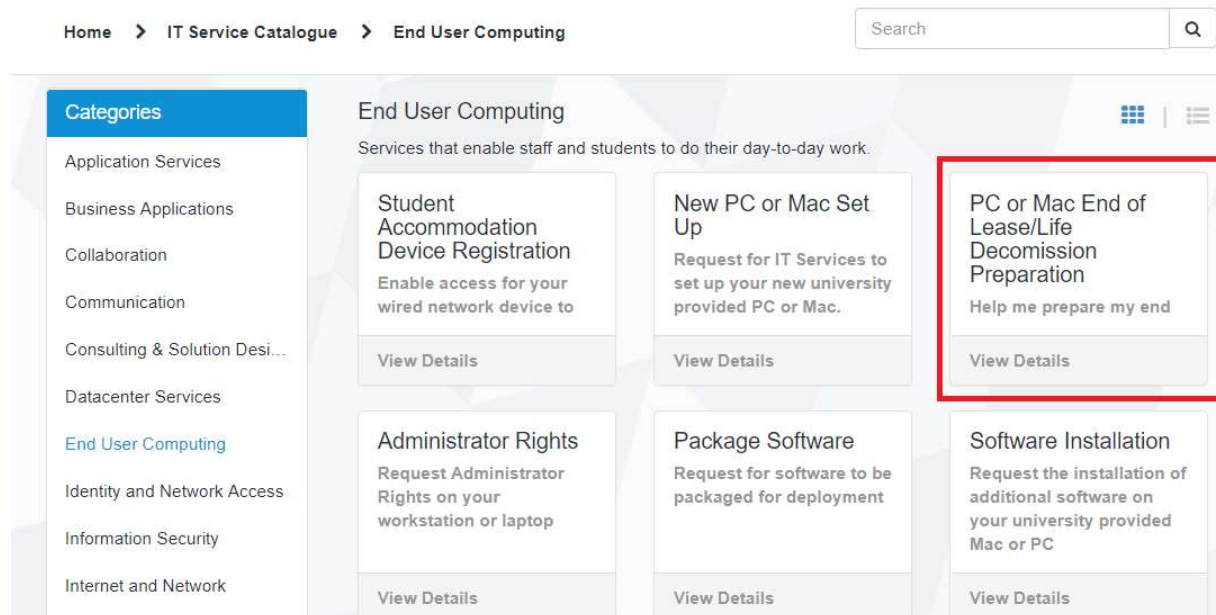 Home > IT Service Catalogue > End User Computing
Search
Categories
Application Services
Business Applications
Collaboration
Communication
Consulting & Solution Desi...
Datacenter Services
End User Computing
Identity and Network Access
Information Security
Internet and Network
End User Computing
Services that enable staff and students to do their day-to-day work.
Student
Accommodation
Device Registration
Enable access for your
wired network device to
View Details
New PC or Mac Set
Up
Request for IT Services to
set up your new university
provided PC or Mac.
View Details
PC or Mac End of
Lease/Life
Decomission
Preparation
Help me prepare my end
View Details
Administrator Rights
Request Administrator
Rights on your
workstation or laptop
View Details
Package Software
Request for software to be
packaged for deployment
View Details
Software Installation
Request the installation of
additional software on
your university provided
Mac or PC
View Details